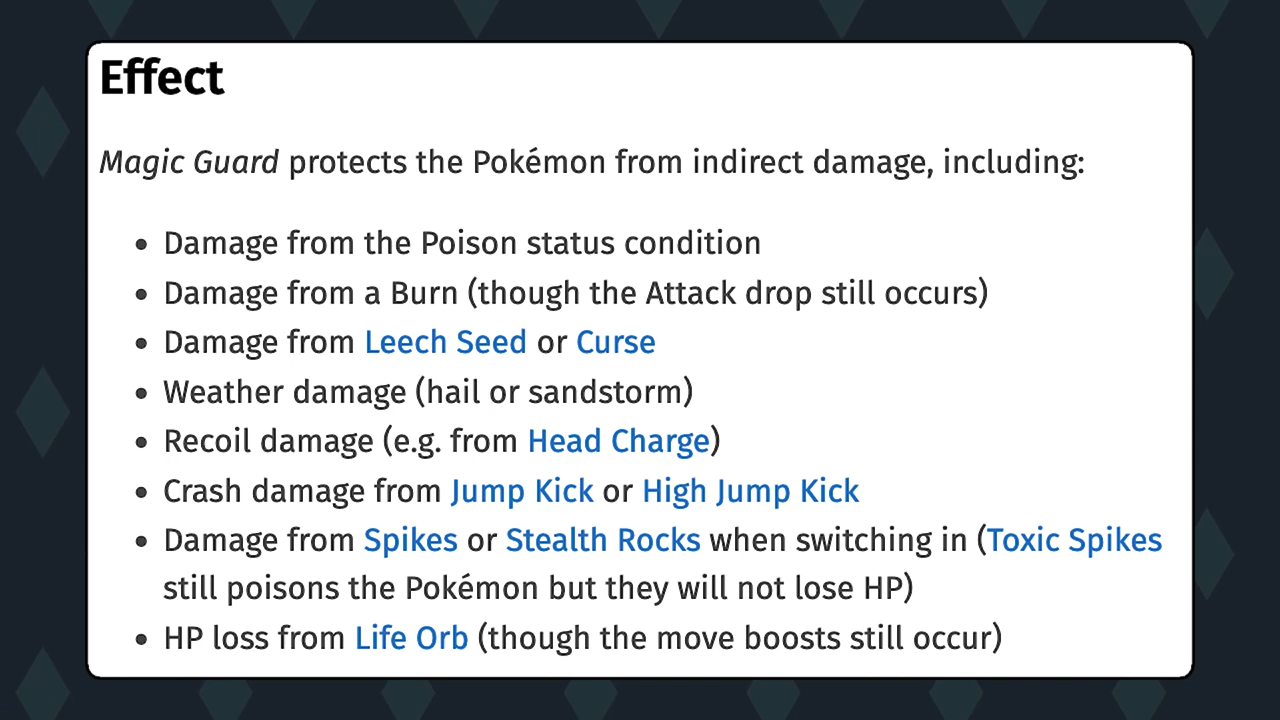 Effect
Magic Guard protects the Pokémon from indirect damage, including:
• Damage from the Poison status condition
• Damage from a Burn (though the Attack drop still occurs)
• Damage from Leech Seed or Curse
• Weather damage (hail or sandstorm)
• Recoil damage (e.g. from Head Charge)
• Crash damage from Jump Kick or High Jump Kick
• Damage from Spikes or Stealth Rocks when switching in (Toxic Spikes
still poisons the Pokémon but they will not lose HP)
• HP loss from Life Orb (though the move boosts still occur)